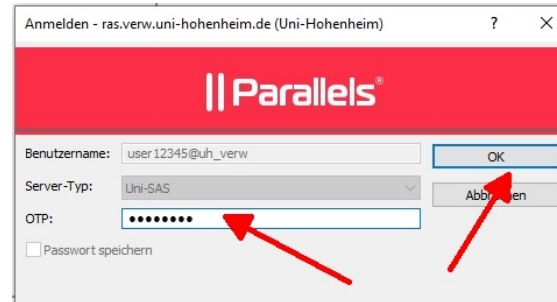 Anmelden - ras.verw.uni-hohenheim.de (Uni-Hohenheim) ? X
|| Parallels®
Benutzername: user12345@uh_verw OK
Server-Typ: Uni-SAS
OTP: ●●●●●●●●
Passwort speichern